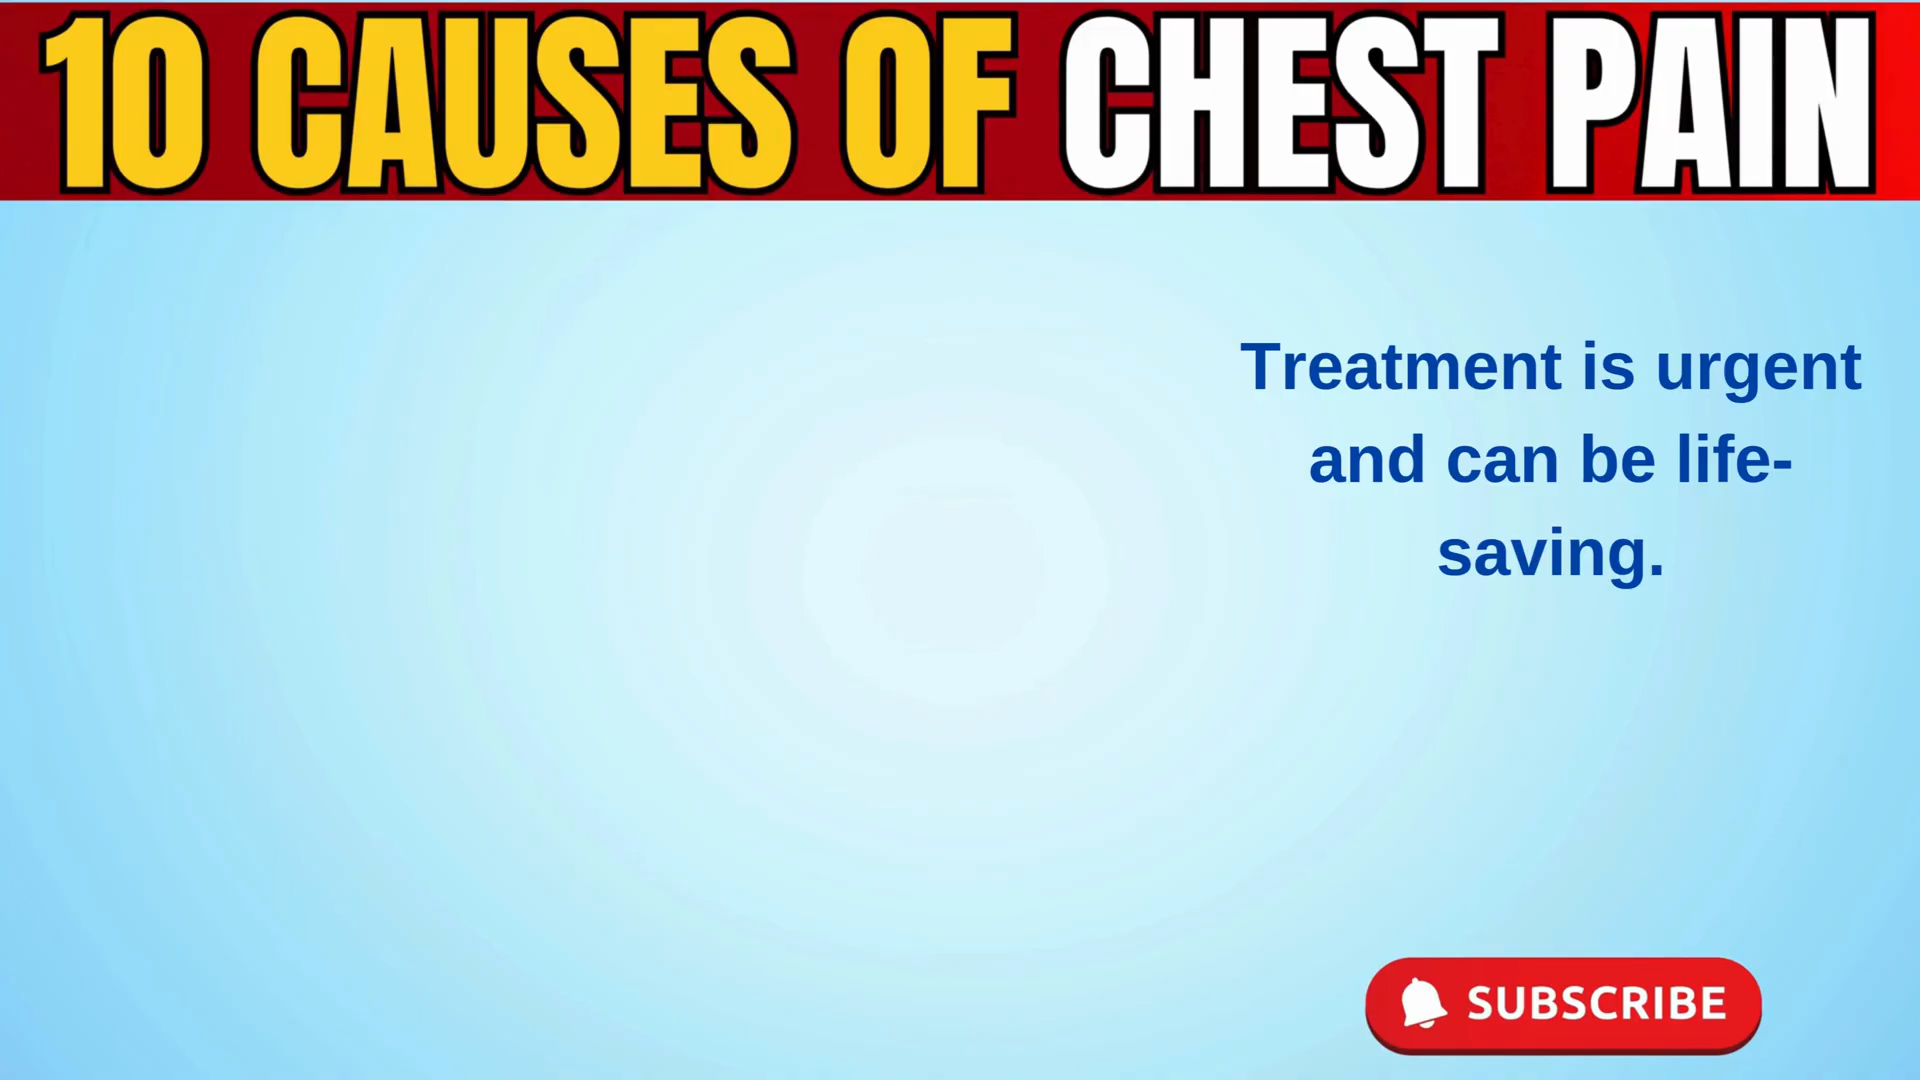 10 CAUSES OF CHEST PAIN
Treatment is urgent
and can be life-
saving.
SUBSCRIBE